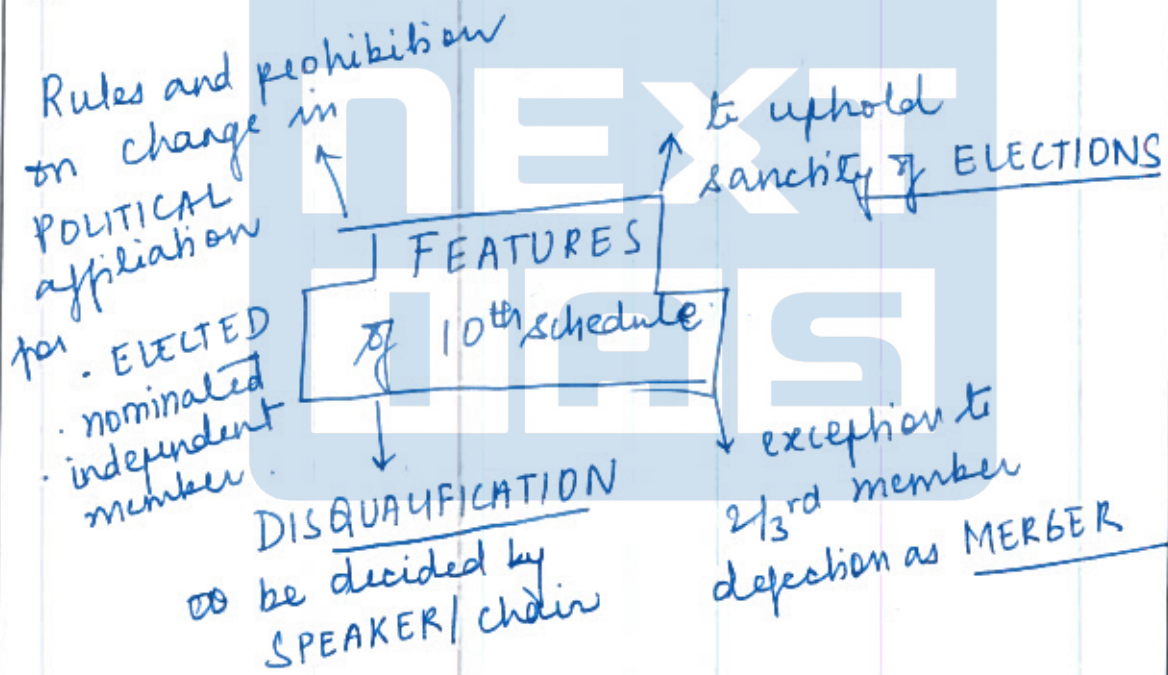 Rules and prohibition
on change in
POLITICAL
affiliation
for
. ELECTED
. nominated
. independent
member.
to uphold
sanctity of ELECTIONS
FEATURES
of 10th schedule
DISQUALIFICATION
to be decided by
SPEAKER / Chair
exception to
2/3rd member
defection as MERGER
NEXT
IAS